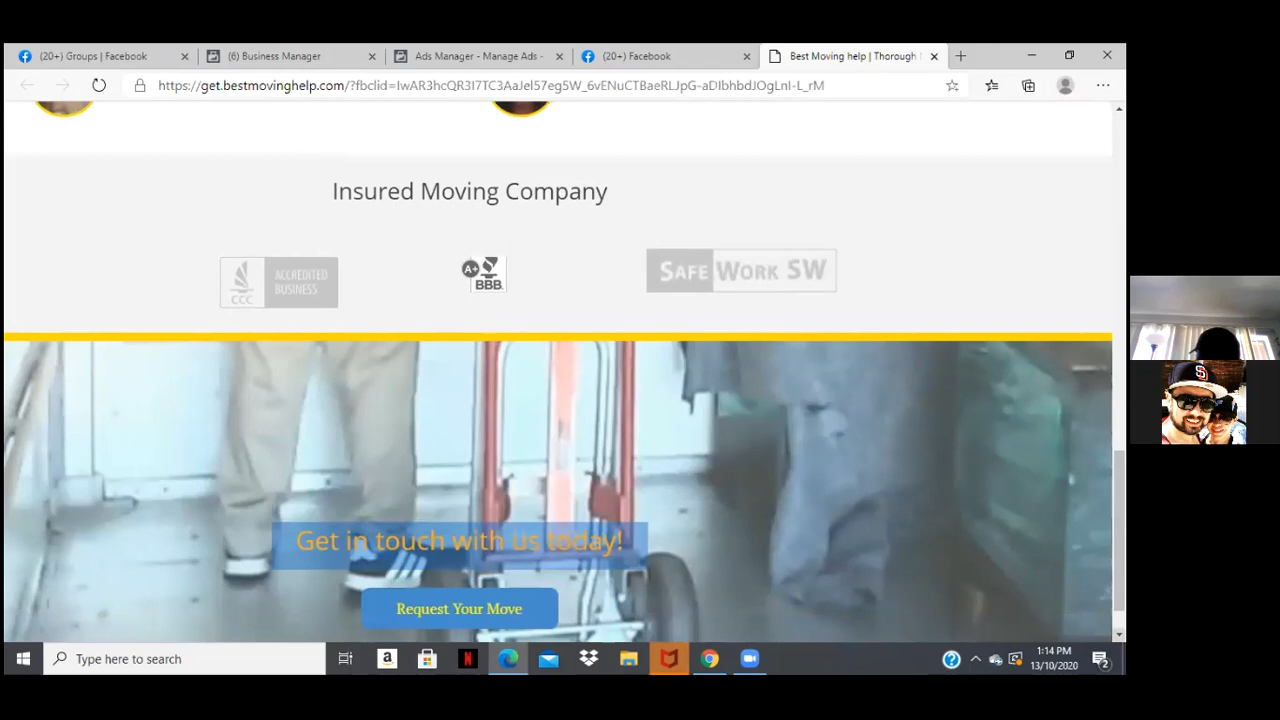 (20+) Groups | Facebook
(6) Business Manager
Ads Manager - Manage Ads -
(20+) Facebook
Best Moving help | Thorough
https://get.bestmovinghelp.com/?fbclid=IwAR3hcQR3I7TC3AaJeI57eg5W_6vENuCTBaeRLJpG-aDIbhbdJOgLnI-L_rM
Insured Moving Company
CCC
ACCREDITED
BUSINESS
A+
BBB
SAFE WORK SW
Get in touch with us today!
Request Your Move
Type here to search
1:14 PM
13/10/2020
2